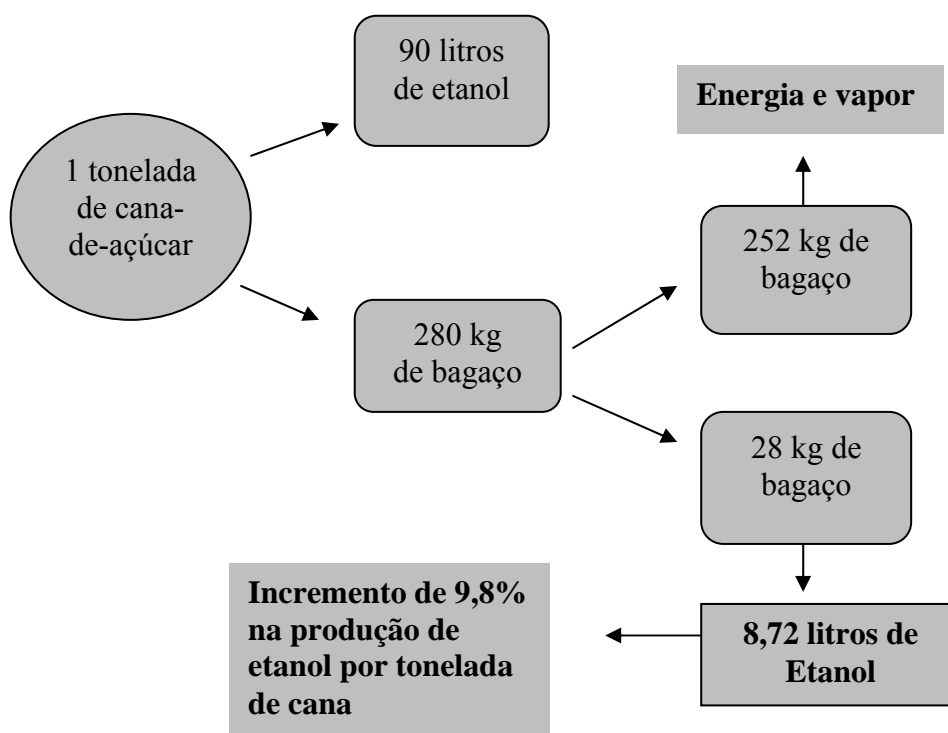 90 litros
de etanol
Energia e vapor
1 tonelada
de cana-
de-açúcar
252 kg de
bagaço
280 kg
de bagaço
28 kg de
bagaço
Incremento de 9,8%
na produção de
etanol por tonelada
de cana
8,72 litros de
Etanol